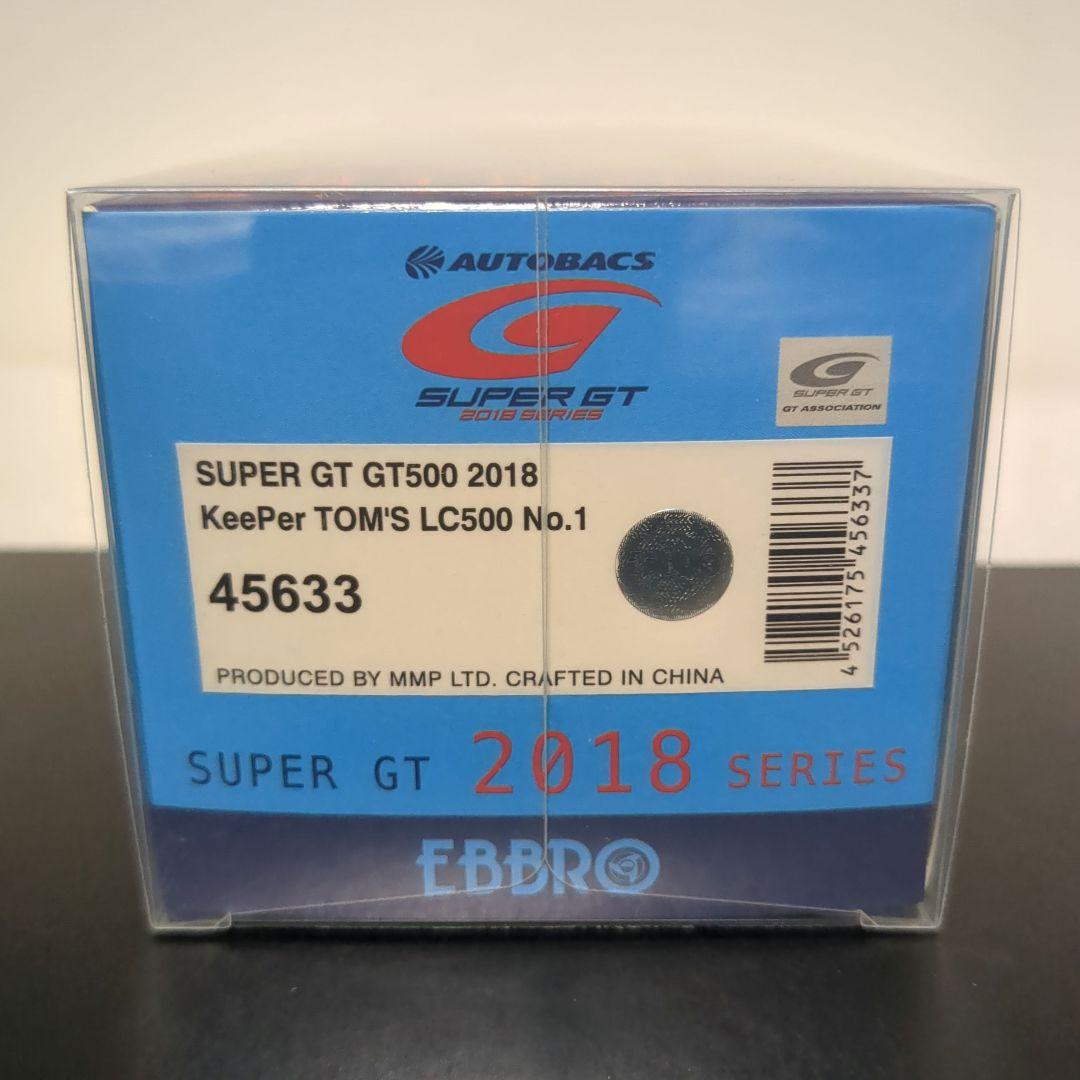 AUTOBACS
SUPER GT
2018 SERIES
SUPER GT
GT ASSOCIATION
SUPER GT GT500 2018
KeePer TOM'S LC500 No.1
45633
4 526175 456337
PRODUCED BY MMP LTD. CRAFTED IN CHINA
SUPER GT 2018 SERIES
EBBRO